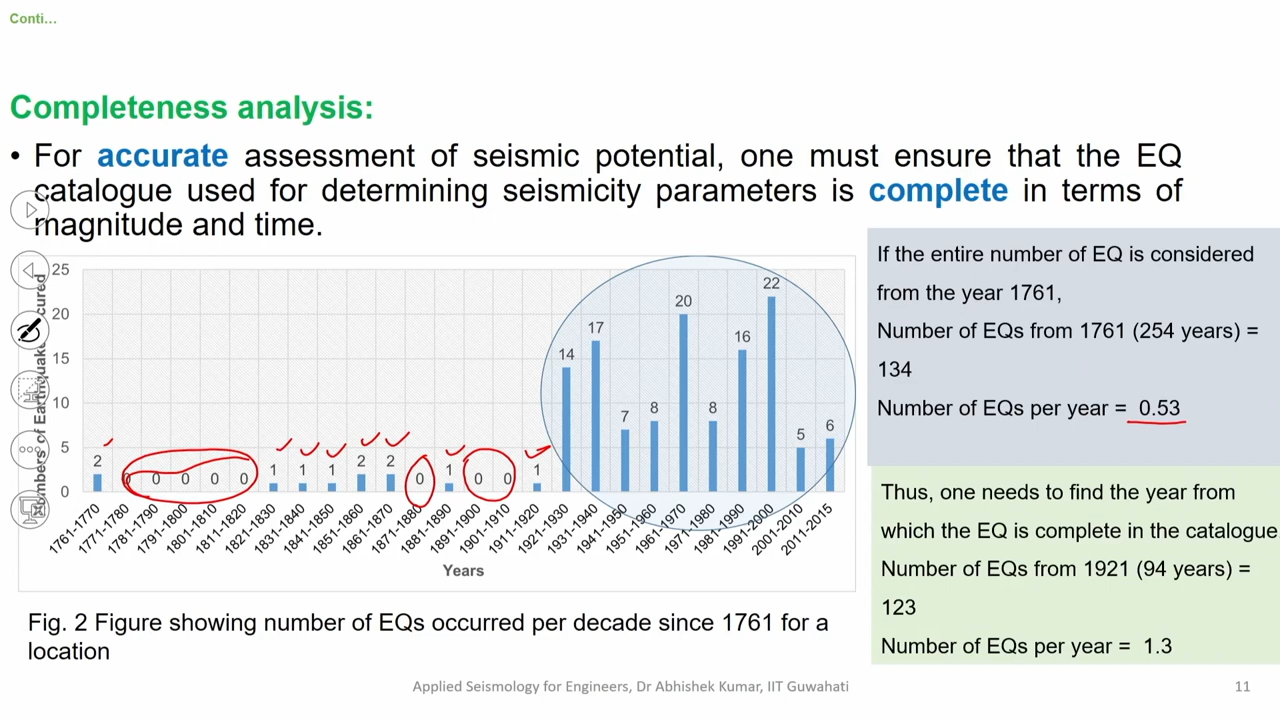 Conti…
Completeness analysis:
• For accurate assessment of seismic potential, one must ensure that the EQ
catalogue used for determining seismicity parameters is complete in terms of
magnitude and time.
If the entire number of EQ is considered
from the year 1761,
Number of EQs from 1761 (254 years) =
134
Number of EQs per year = 0.53
Thus, one needs to find the year from
which the EQ is complete in the catalogue
Number of EQs from 1921 (94 years) =
123
Number of EQs per year = 1.3
25
20
15
10
5
0
2 0 0 0 0 0 1 1 1 2 2 0 1 0 0 1 14 17 7 8 20 8 16 22 5 6
1761-1770
1771-1780
1781-1790
1791-1800
1801-1810
1811-1820
1821-1830
1831-1840
1841-1850
1851-1860
1861-1870
1871-1880
1881-1890
1891-1900
1901-1910
1911-1920
1921-1930
1931-1940
1941-1950
1951-1960
1961-1970
1971-1980
1981-1990
1991-2000
2001-2010
2011-2015
Years
Fig. 2 Figure showing number of EQs occurred per decade since 1761 for a
location
Applied Seismology for Engineers, Dr Abhishek Kumar, IIT Guwahati
11